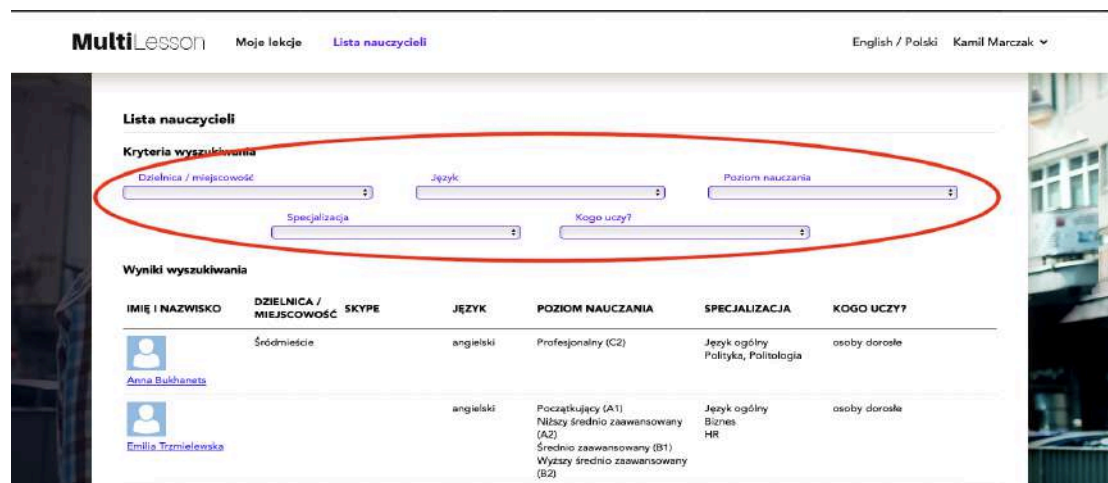 MultiLesson Moje lekcje Lista nauczycieli English / Polski Kamil Marczak
Lista nauczycieli
Kryteria wyszukiwania
Dzielnica / miejscowość Język Poziom nauczania
Specjalizacja Kogo uczy?
Wyniki wyszukiwania
IMIĘ I NAZWISKO DZIELNICA / MIEJSCOWOŚĆ SKYPE JĘZYK POZIOM NAUCZANIA SPECJALIZACJA KOGO UCZY?
Śródmieście angielski Profesjonalny (C2) Język ogólny osoby dorosłe
Polityka, Politologia
Anna Bukhanets
angielski Początkujący (A1) Język ogólny osoby dorosłe
Niższy średnio zaawansowany Biznes
(A2) HR
Emilia Trzmielewska Średnio zaawansowany (B1)
Wyższy średnio zaawansowany
(B2)